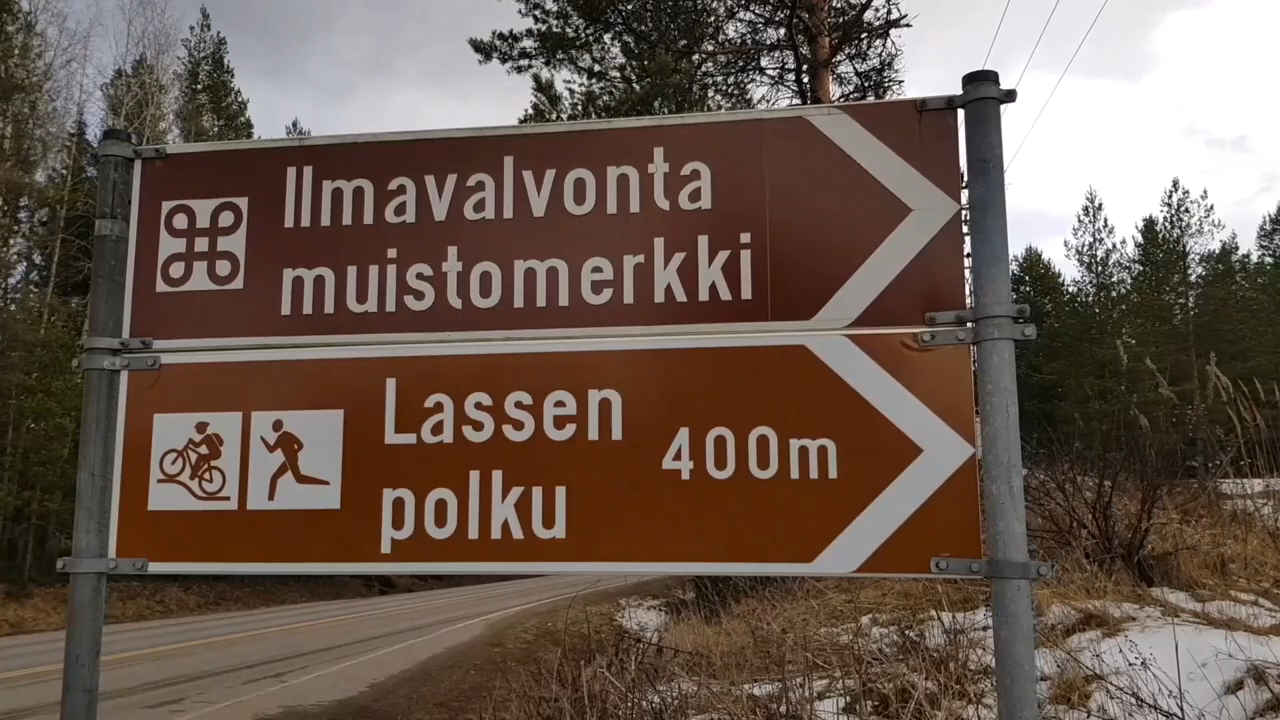 Ilmavalvonta
muistomerkki
Lassen
polku
400m